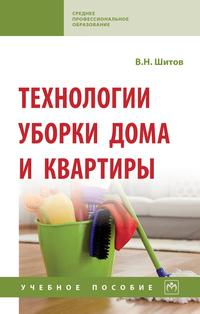 СРЕДНЕЕ
ПРОФЕССИОНАЛЬНОЕ
ОБРАЗОВАНИЕ
В.Н. Шитов
ТЕХНОЛОГИИ
УБОРКИ ДОМА
И КВАРТИРЫ
УЧЕБНОЕ ПОСОБИЕ